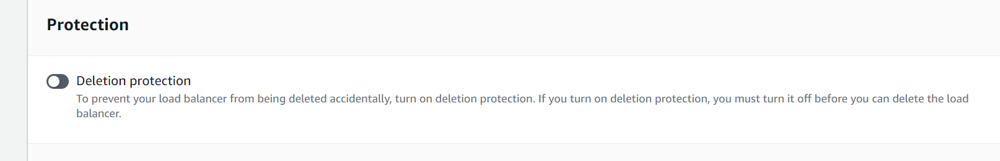 Protection
Deletion protection
To prevent your load balancer from being deleted accidentally, turn on deletion protection. If you turn on deletion protection, you must turn it off before you can delete the load
balancer.